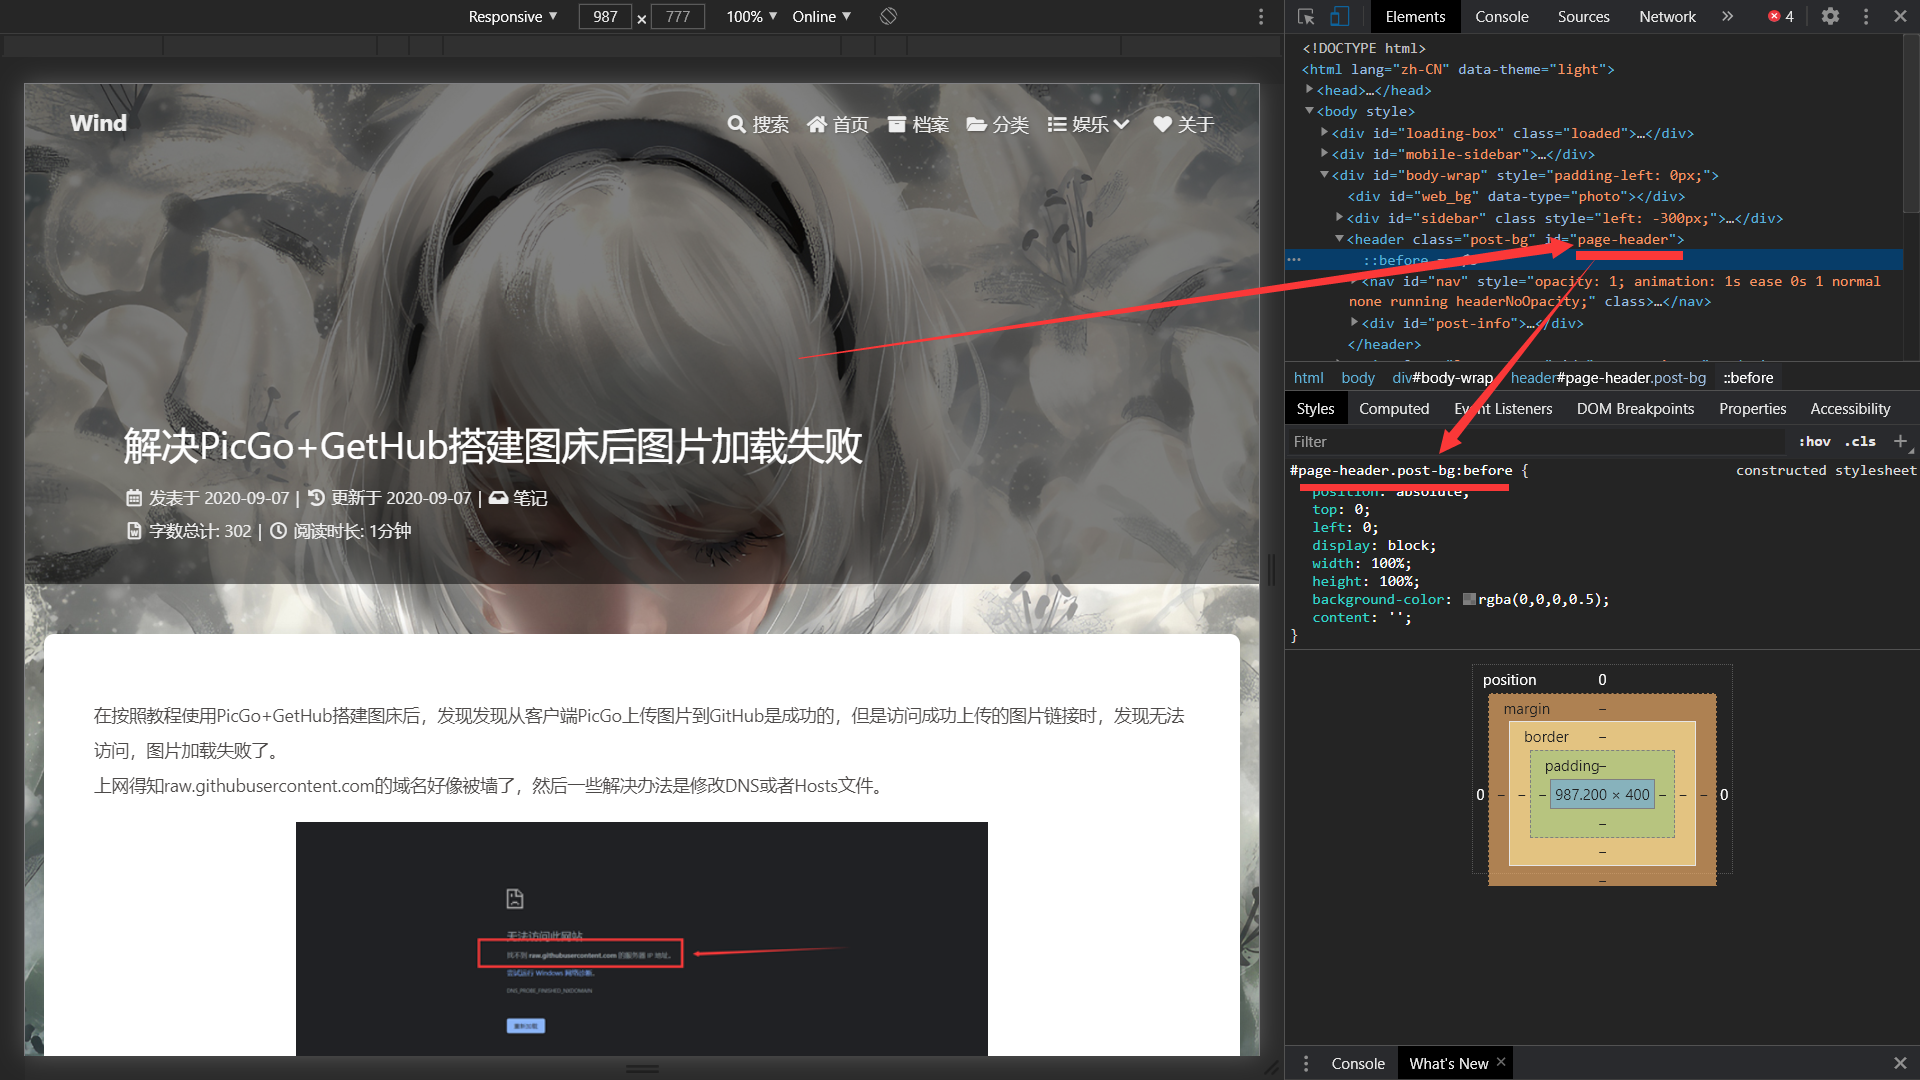 Responsive ▼ 987 × 777 100% ▼ Online ▼
Elements Console Sources Network » 4
<!DOCTYPE html>
<html lang="zh-CN" data-theme="light">
<head>…</head>
<body style>
<div id="loading-box" class="loaded">…</div>
<div id="mobile-sidebar">…</div>
<div id="body-wrap" style="padding-left: 0px;">
<div id="web_bg" data-type="photo"></div>
<div id="sidebar" class style="left: -300px;">…</div>
<header class="post-bg" id="page-header">
::before
<nav id="nav" style="opacity: 1; animation: 1s ease 0s 1 normal
none running headerNoOpacity;" class>…</nav>
<div id="post-info">…</div>
</header>
html body div#body-wrap header#page-header.post-bg ::before
Styles Computed Event Listeners DOM Breakpoints Properties Accessibility
Filter :hov .cls +
#page-header.post-bg:before { constructed stylesheet
position: absolute;
top: 0;
left: 0;
display: block;
width: 100%;
height: 100%;
background-color: rgba(0,0,0,0.5);
content: '';
}
position 0
margin –
border –
padding –
0 – – – 987.200 × 400 – – – 0
–
–
–
Console What's New ×
Wind 搜索 首页 档案 分类 娱乐 关于
解决PicGo+GetHub搭建图床后图片加载失败
发表于 2020-09-07 | 更新于 2020-09-07 | 笔记
字数总计: 302 | 阅读时长: 1分钟
在按照教程使用PicGo+GetHub搭建图床后，发现发现从客户端PicGo上传图片到GitHub是成功的，但是访问成功上传的图片链接时，发现无法
访问，图片加载失败了。
上网得知raw.githubusercontent.com的域名好像被墙了，然后一些解决办法是修改DNS或者Hosts文件。
无法访问此网站
找不到 raw.githubusercontent.com 的服务器 IP 地址。
尝试运行 Windows 网络诊断。
DNS_PROBE_FINISHED_NXDOMAIN
重新加载